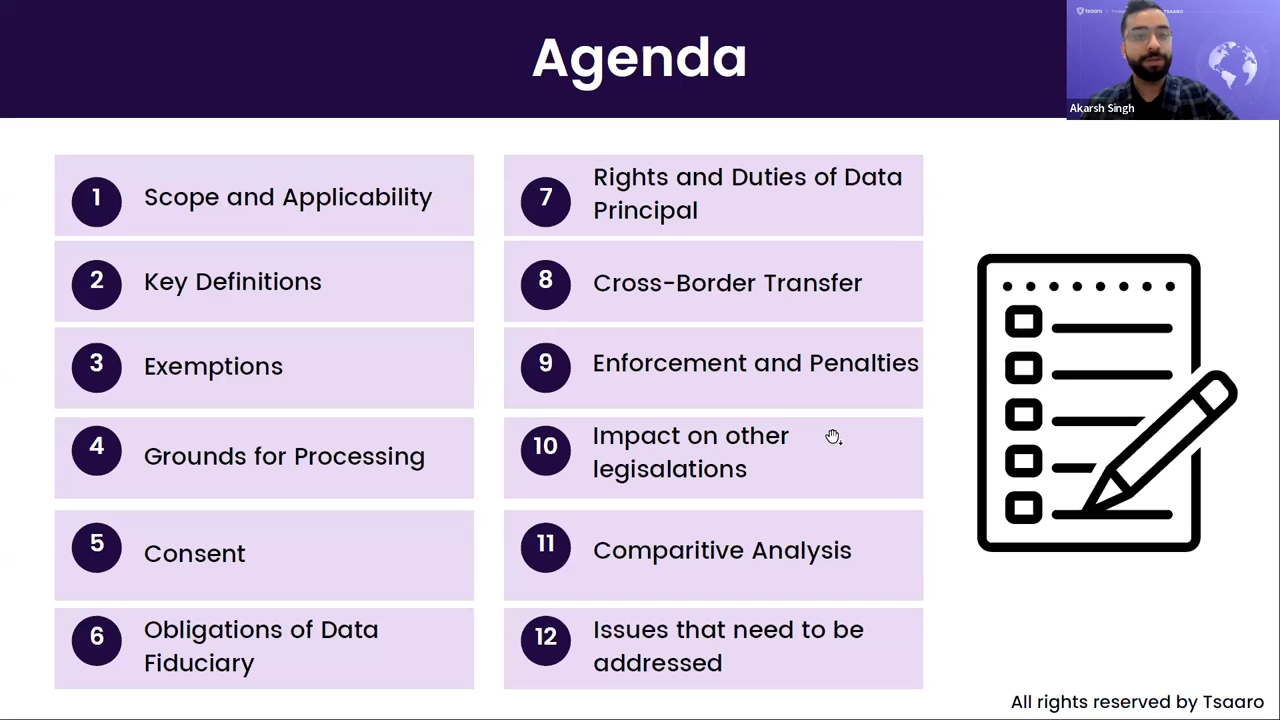 Agenda
TSAARO
Akarsh Singh
1 Scope and Applicability
2 Key Definitions
3 Exemptions
4 Grounds for Processing
5 Consent
6 Obligations of Data
Fiduciary
7 Rights and Duties of Data
Principal
8 Cross-Border Transfer
9 Enforcement and Penalties
10 Impact on other
legisalations
11 Comparitive Analysis
12 Issues that need to be
addressed
All rights reserved by Tsaaro